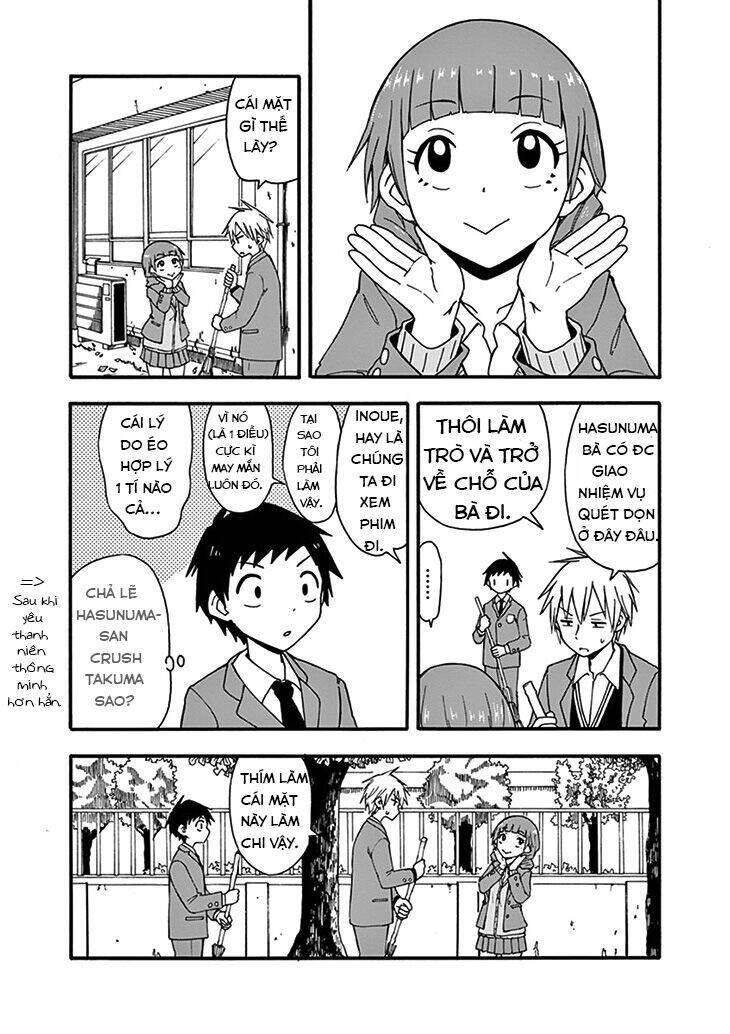 CÁI MẶT
GÌ THẾ
LÀY?
HASUNUMA
BÀ CÓ ĐC
GIAO
NHIỆM VỤ
QUÉT DỌN
Ở ĐÂY ĐÂU.
THÔI LÀM
TRÒ VÀ TRỞ
VỀ CHỖ CỦA
BÀ ĐI.
........
INOUE,
HAY LÀ
CHÚNG
TA ĐI
XEM
PHIM
ĐI.
TẠI
SAO
TÔI
PHẢI
LÀM
VẬY.
VÌ NÓ
(LÀ 1 ĐIỀU)
CỰC KÌ
MAY MẮN
LUÔN ĐÓ.
CÁI LÝ
DO ÉO
HỢP LÝ
1 TÍ NÀO
CẢ...
CHẢ LẼ
HASUNUMA-
SAN
CRUSH
TAKUMA
SAO?
=>
Sau khi
yêu
thanh
niên
thông
minh
hơn hẳn.
THÍM LÀM
CÁI MẶT
NÀY LÀM
CHI VẬY.